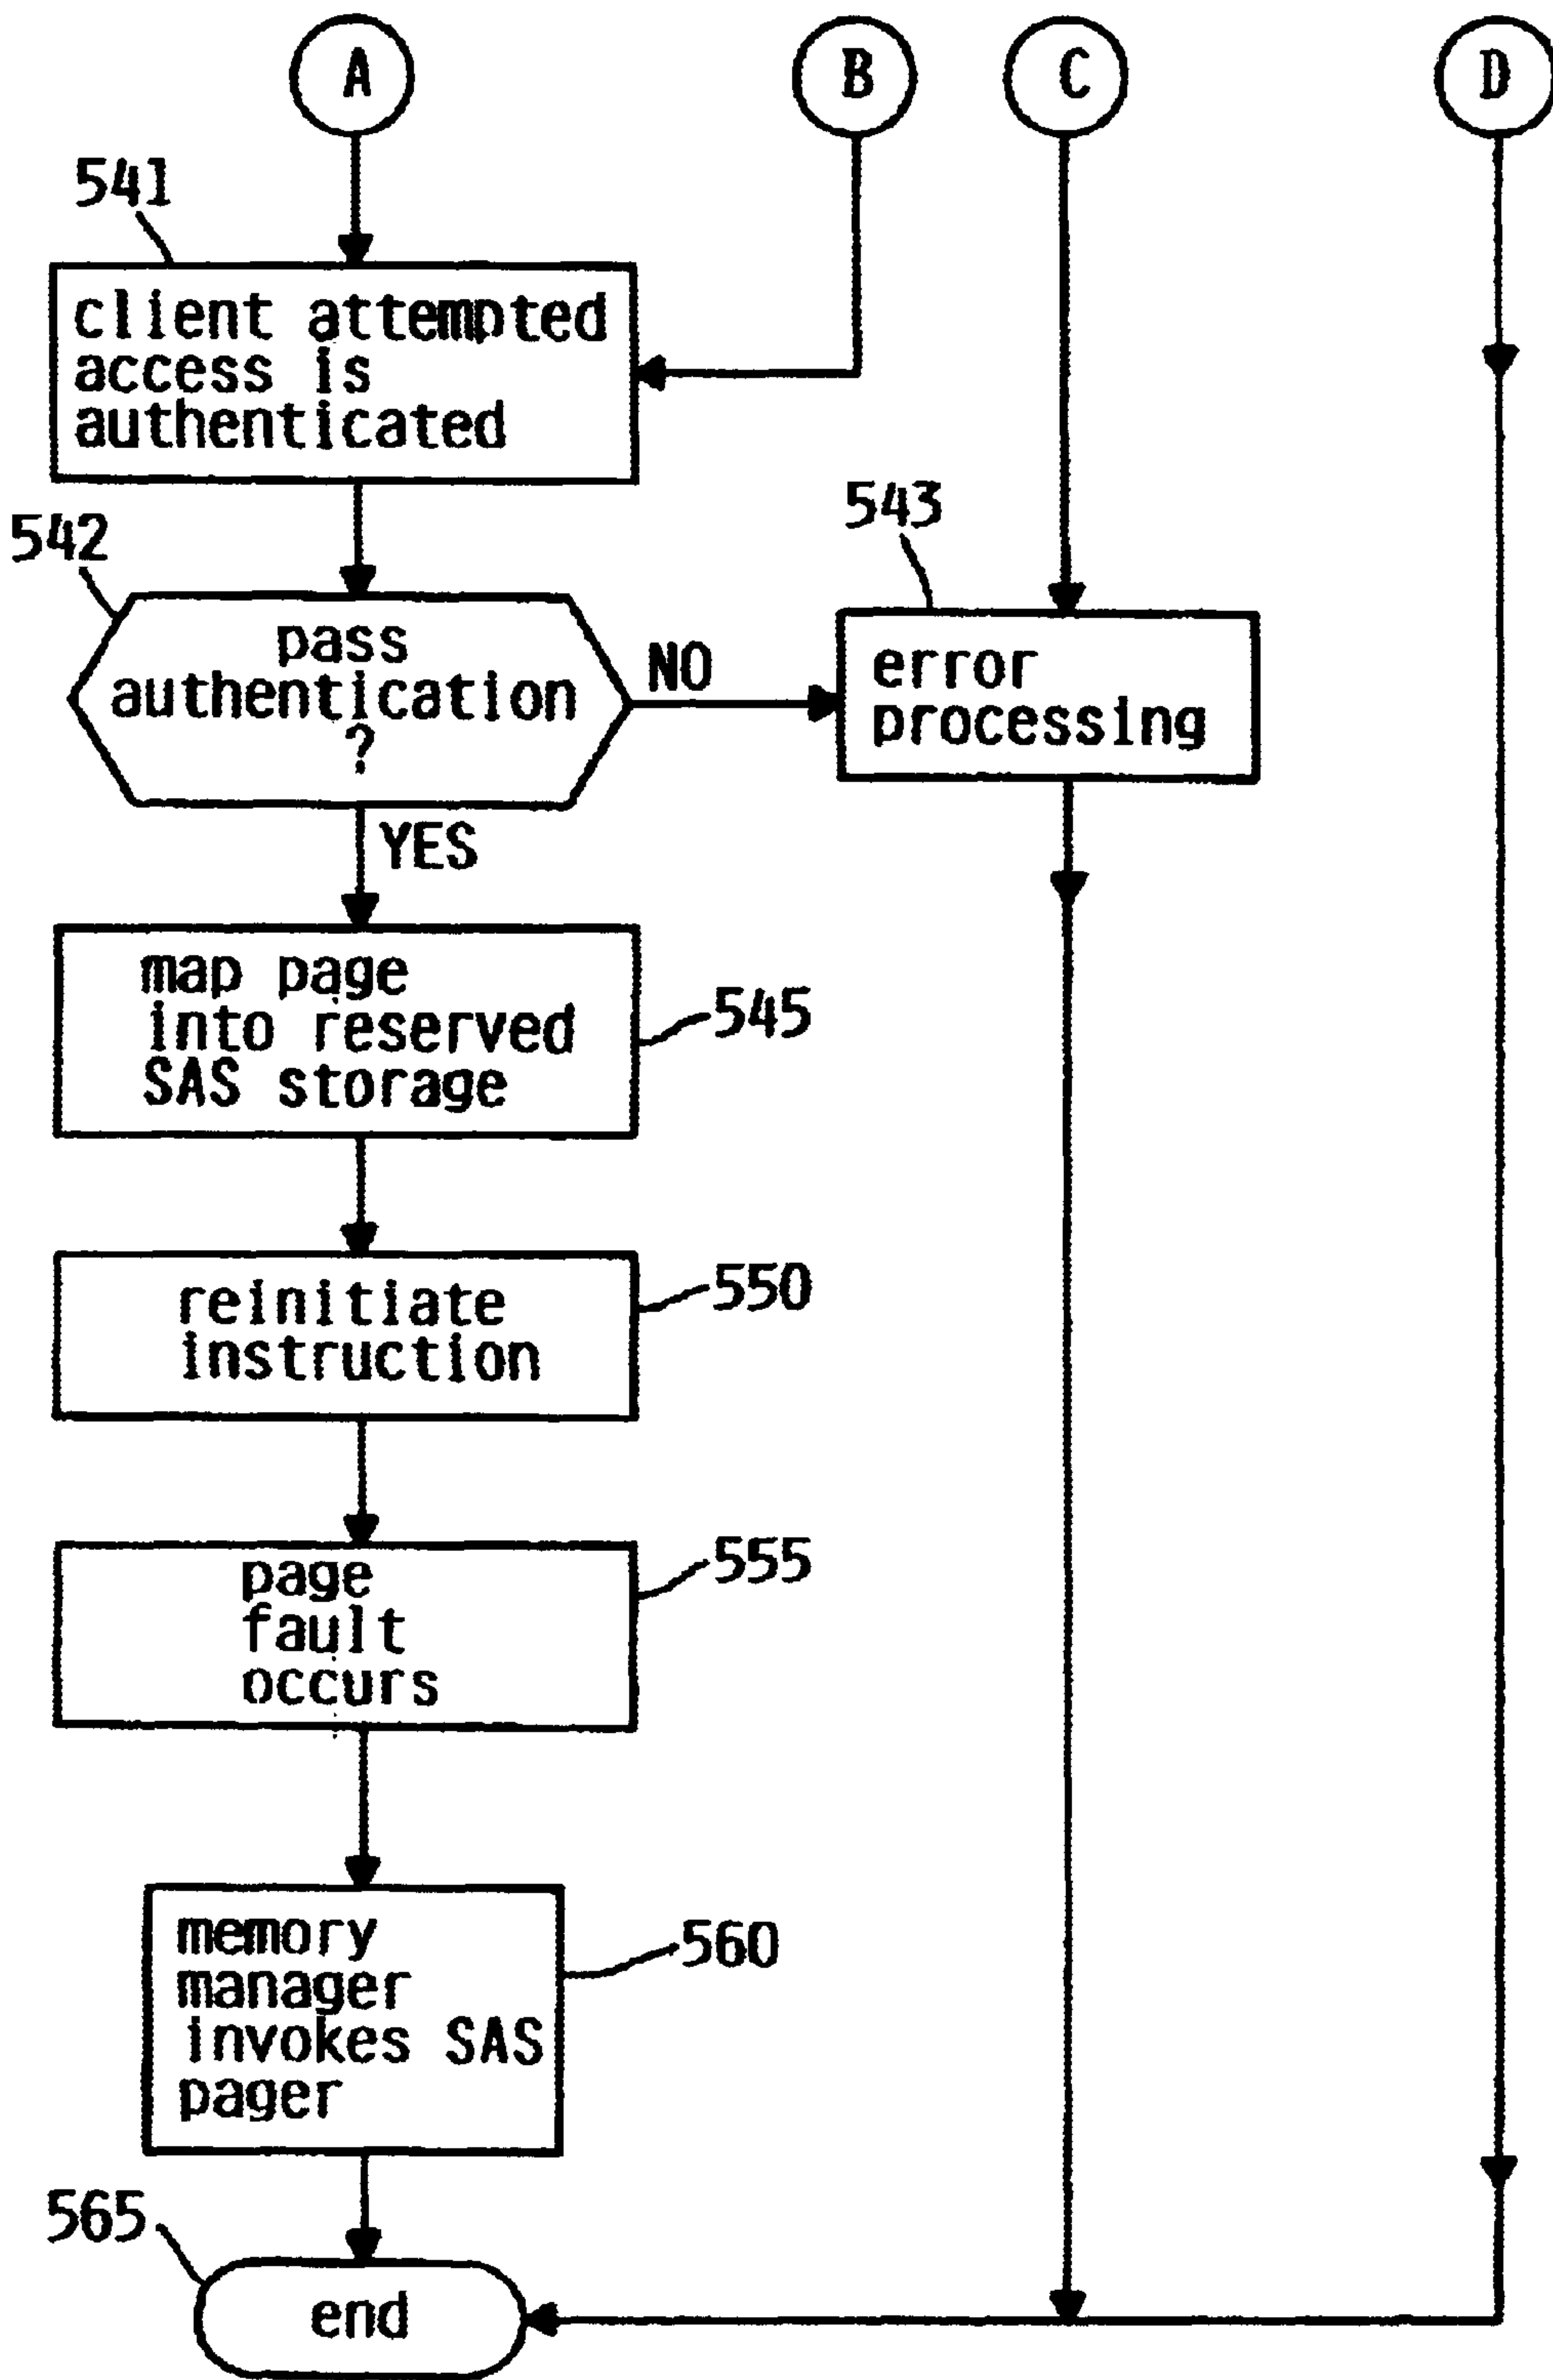 A
B
C
D
541
client attempted
access is
authenticated
542
pass
authentication
?
NO
543
error
processing
YES
map page
into reserved
SAS storage
545
reinitiate
instruction
550
page
fault
occurs
555
memory
manager
invokes SAS
pager
560
565
end